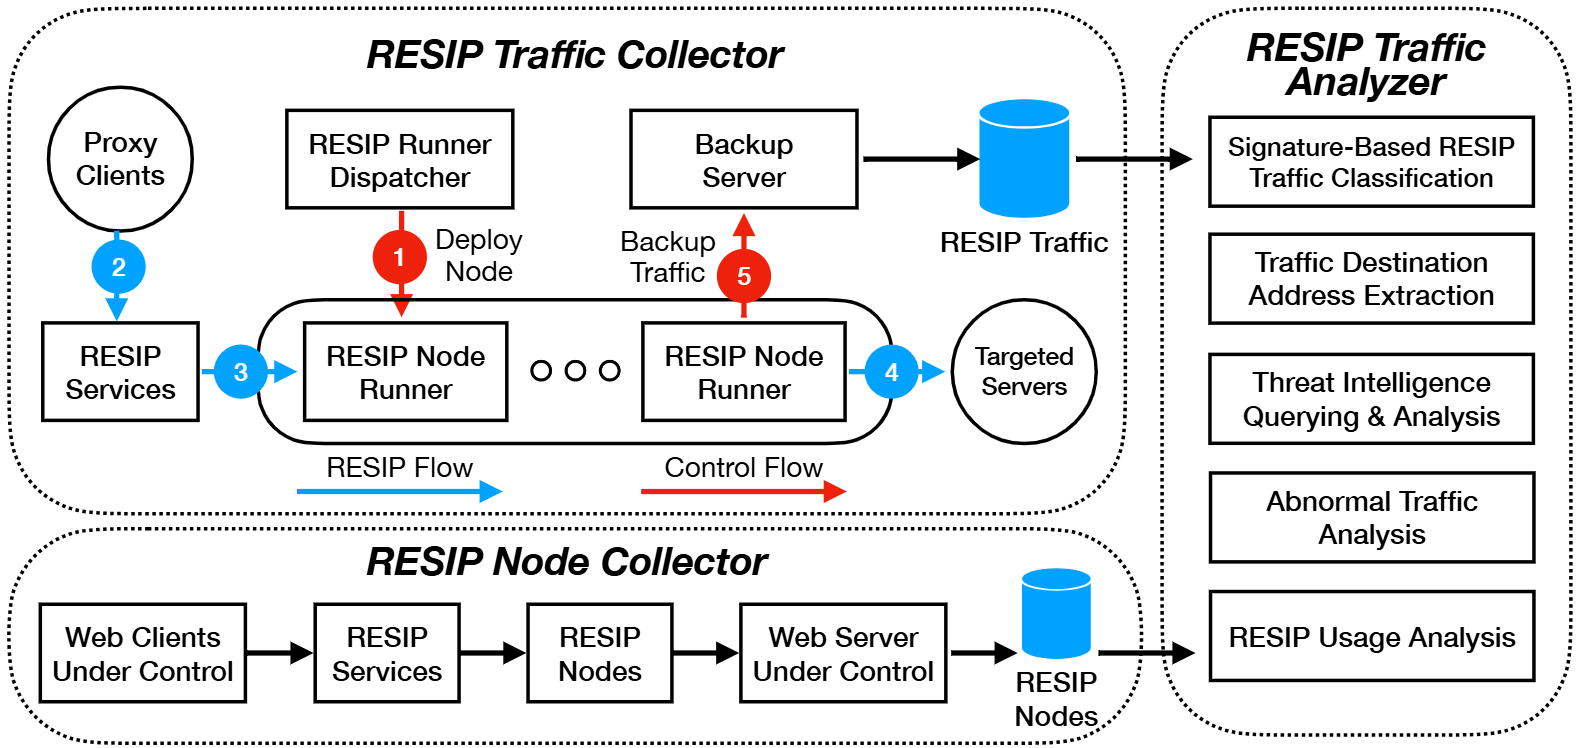 RESIP Traffic Collector
Proxy
Clients
RESIP Runner
Dispatcher
Backup
Server
RESIP Traffic
2
1
Deploy
Node
Backup
Traffic
5
RESIP
Services
3
RESIP Node
Runner
RESIP Node
Runner
4
Targeted
Servers
RESIP Flow
Control Flow
RESIP Node Collector
Web Clients
Under Control
RESIP
Services
RESIP
Nodes
Web Server
Under Control
RESIP
Nodes
RESIP Traffic
Analyzer
Signature-Based RESIP
Traffic Classification
Traffic Destination
Address Extraction
Threat Intelligence
Querying & Analysis
Abnormal Traffic
Analysis
RESIP Usage Analysis